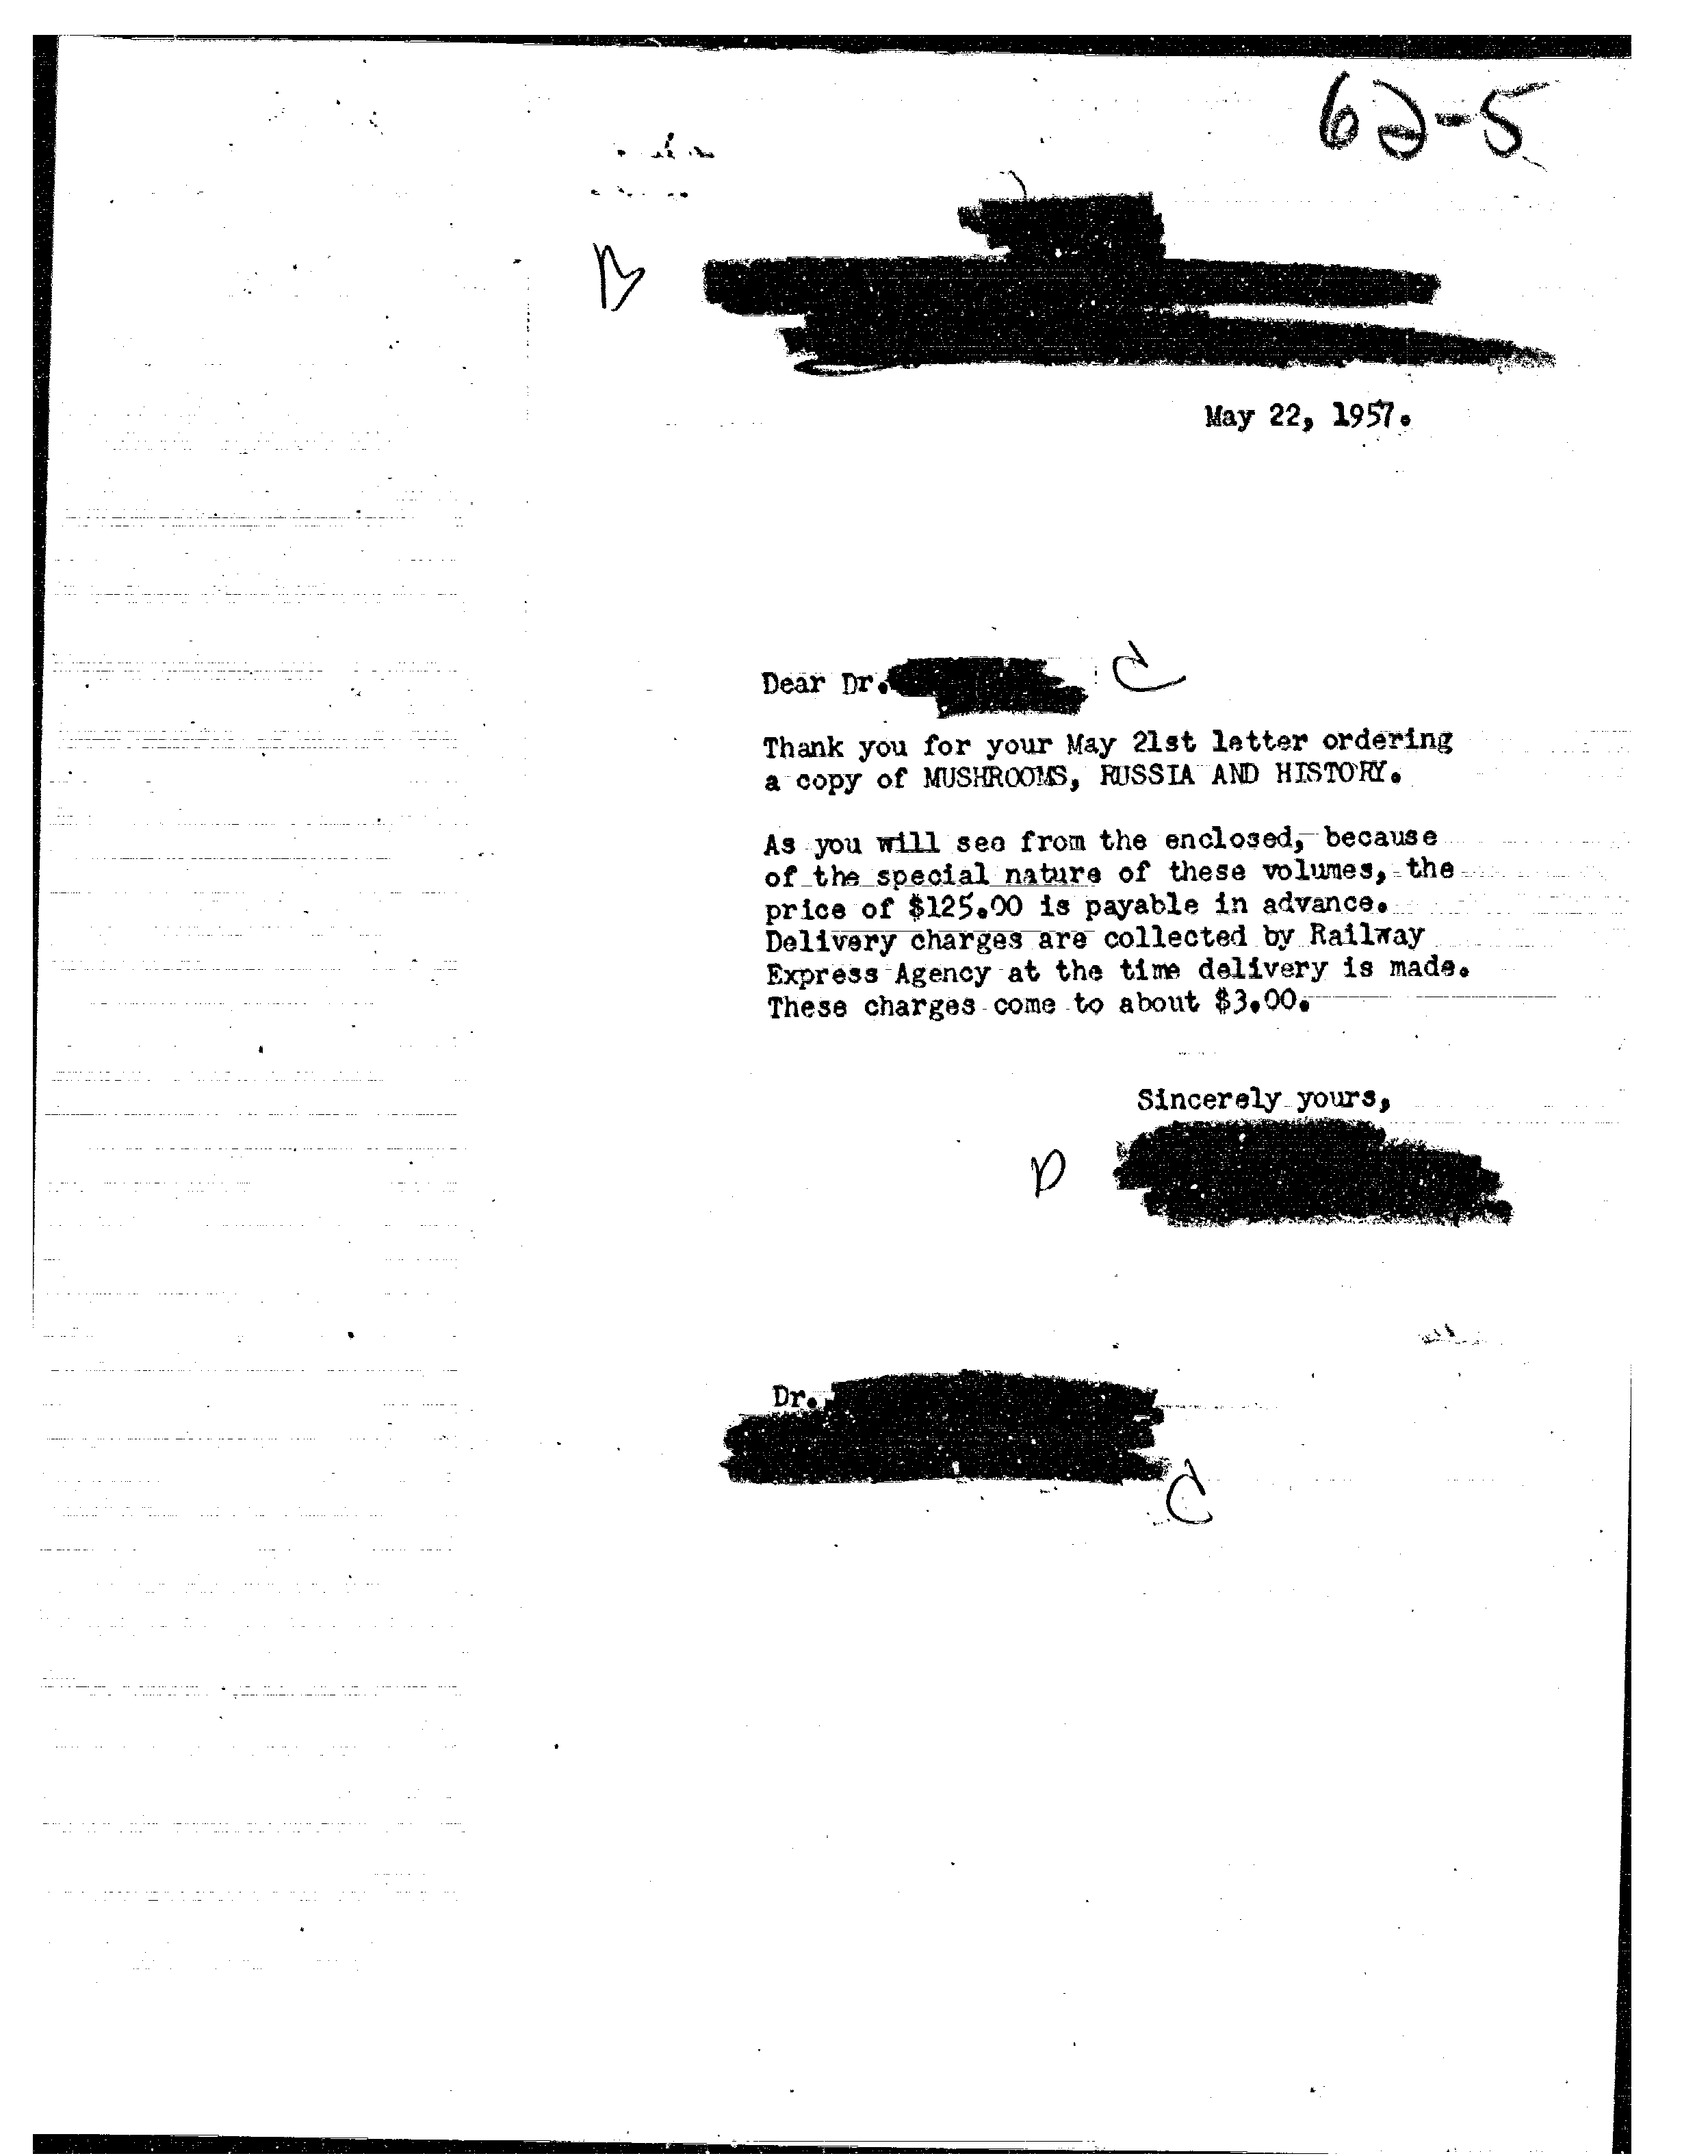 62-5
B
May 22, 1957.
Dear Dr.
C
Thank you for your May 21st letter ordering
a copy of MUSHROOMS, RUSSIA AND HISTORY.
As you will see from the enclosed, because
of the special nature of these volumes, the
price of $125.00 is payable in advance.
Delivery charges are collected by Railway
Express Agency at the time delivery is made.
These charges come to about $3.00.
Sincerely yours,
Dr.
C